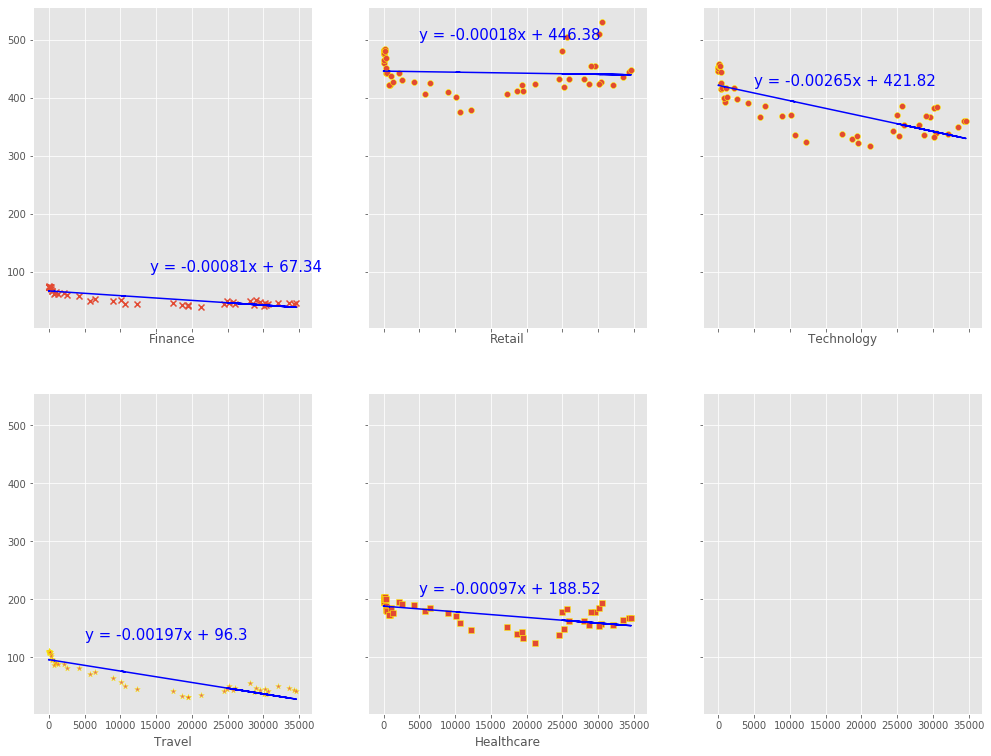 500
400
300
200
100
y = -0.00081x + 67.34
Finance
y = -0.00018x + 446.38
Retail
y = -0.00265x + 421.82
Technology
500
400
300
200
100
y = -0.00197x + 96.3
0 5000 10000 15000 20000 25000 30000 35000
Travel
y = -0.00097x + 188.52
0 5000 10000 15000 20000 25000 30000 35000
Healthcare
0 5000 10000 15000 20000 25000 30000 35000